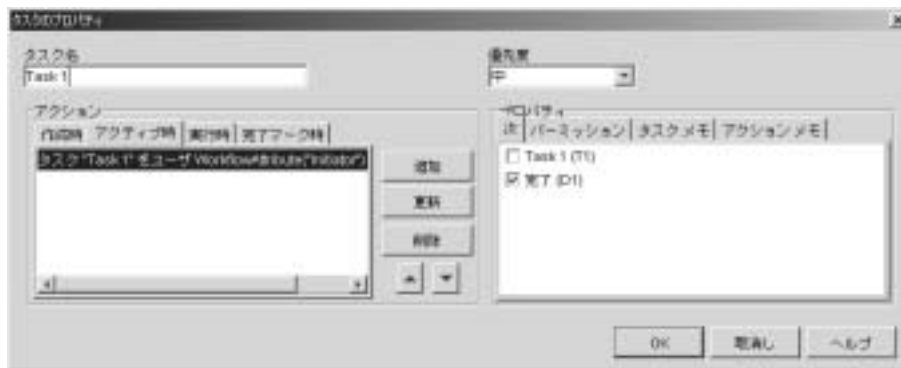 タスクのプロパティ
タスク名
Task 1
優先度
中
アクション
作成時 アクティブ時 実行時 完了マーク時
タスク "Task 1" をユーザ WorkflowAttribute("Initiator")
追加
更新
削除
プロパティ
次 パーミッション タスク メモ アクション メモ
Task 1 (T1)
完了 (D1)
OK 取消し ヘルプ